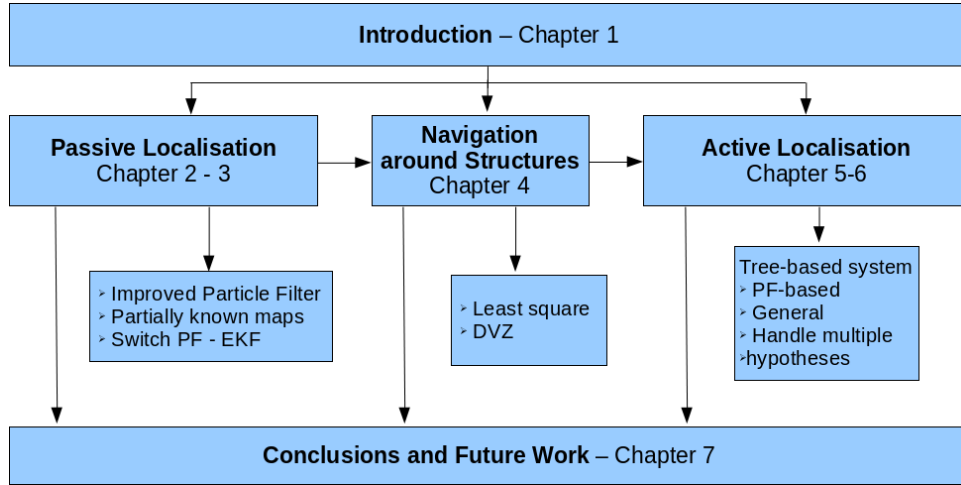 Introduction – Chapter 1
Passive Localisation
Chapter 2 - 3
Navigation
around Structures
Chapter 4
Active Localisation
Chapter 5-6
➢ Improved Particle Filter
➢ Partially known maps
➢ Switch PF - EKF
➢ Least square
➢ DVZ
Tree-based system
➢ PF-based
➢ General
➢ Handle multiple
➢hypotheses
Conclusions and Future Work – Chapter 7